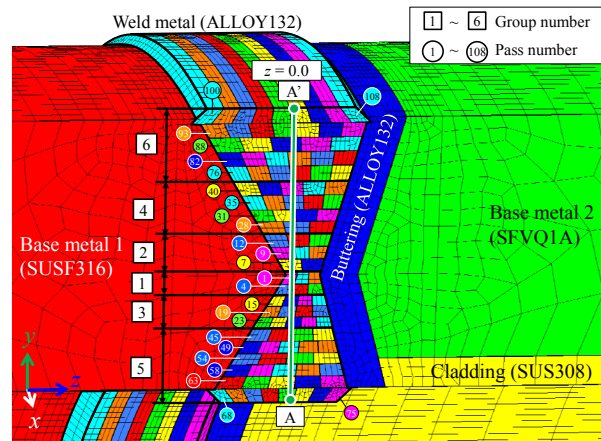 Weld metal (ALLOY132)
1 ~ 6 Group number
1 ~ 108 Pass number
z = 0.0
A'
100
108
93
88
82
76
6
40
35
31
28
4
12
9
7
2
1
4
1
15
19
23
3
45
49
54
58
63
5
68
75
A
Base metal 1
(SUSF316)
Buttering (ALLOY132)
Base metal 2
(SFVQ1A)
Cladding (SUS308)
y
z
x